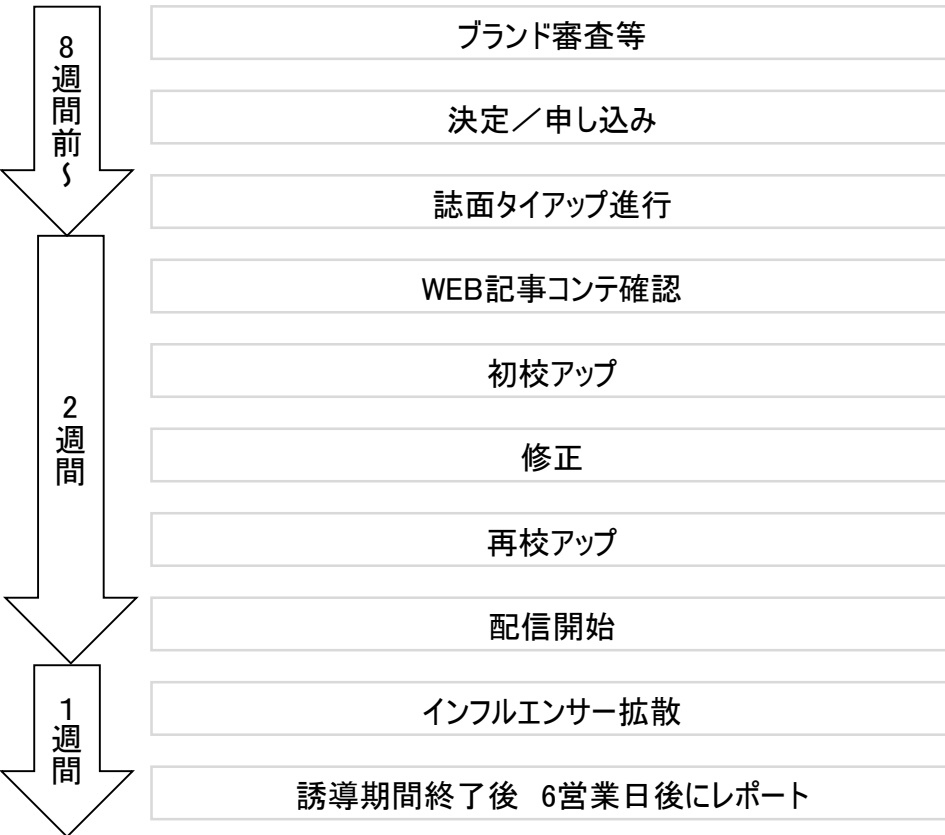 8週間前~
ブランド審査等
決定／申し込み
誌面タイアップ進行
2週間
WEB記事コンテ確認
初校アップ
修正
再校アップ
配信開始
1週間
インフルエンサー拡散
誘導期間終了後　6営業日後にレポート